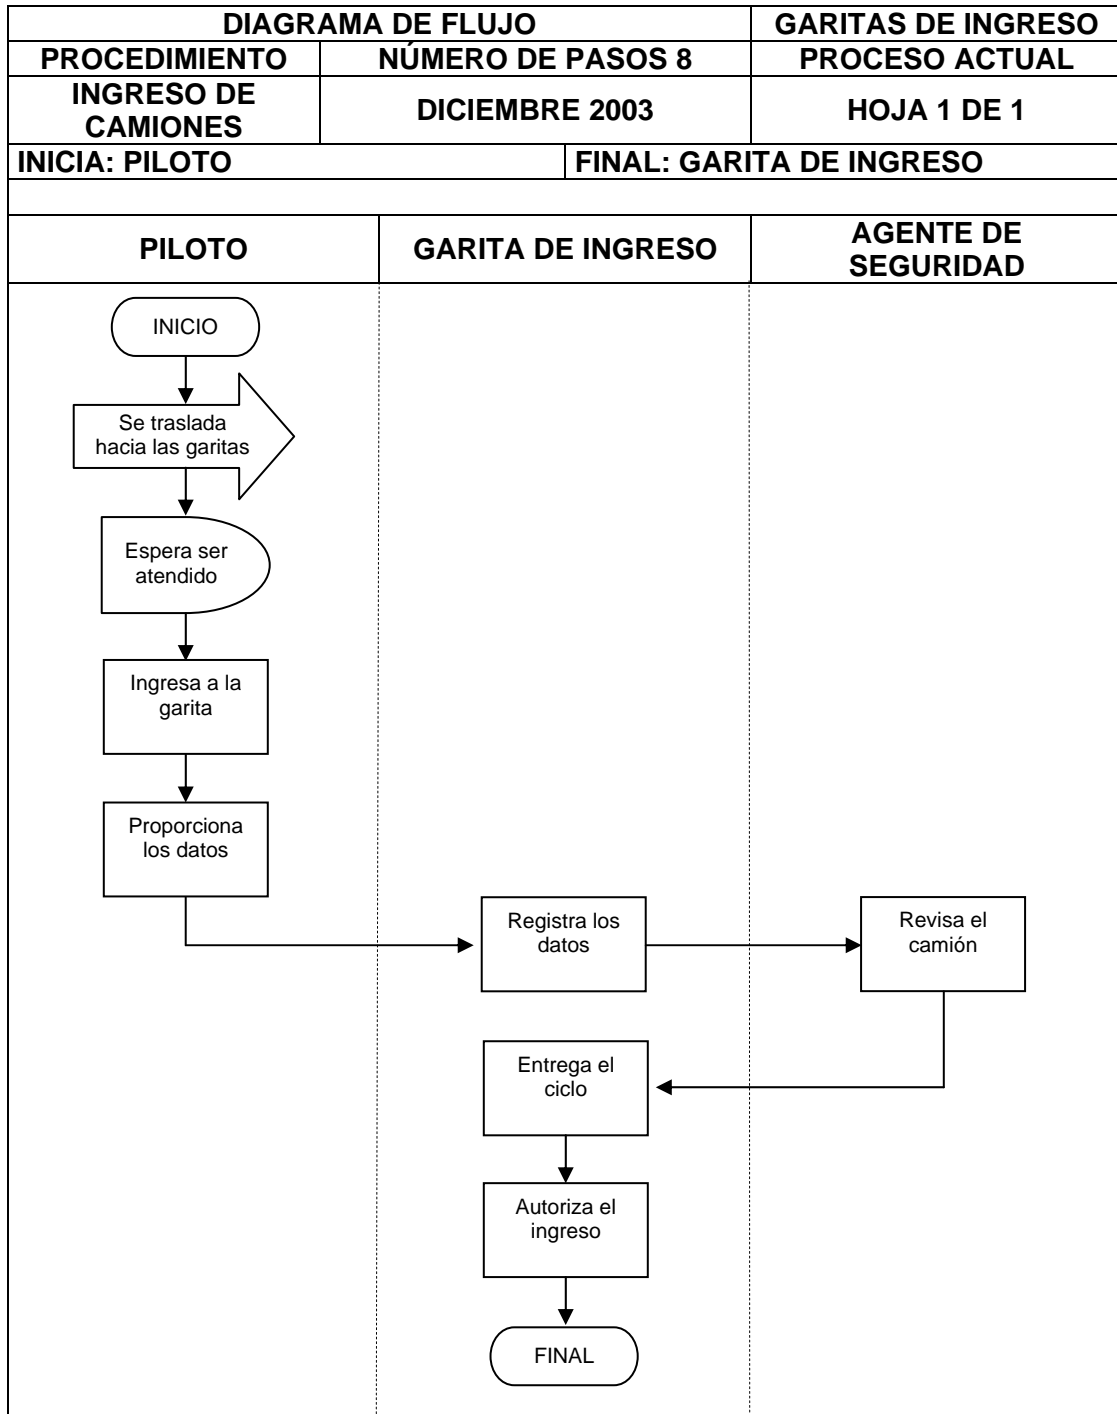 DIAGRAMA DE FLUJO
GARITAS DE INGRESO
PROCEDIMIENTO
NÚMERO DE PASOS 8
PROCESO ACTUAL
INGRESO DE
CAMIONES
DICIEMBRE 2003
HOJA 1 DE 1
INICIA: PILOTO
FINAL: GARITA DE INGRESO
PILOTO
GARITA DE INGRESO
AGENTE DE
SEGURIDAD
INICIO
Se traslada
hacia las garitas
Espera ser
atendido
Ingresa a la
garita
Proporciona
los datos
Registra los
datos
Revisa el
camión
Entrega el
ciclo
Autoriza el
ingreso
FINAL